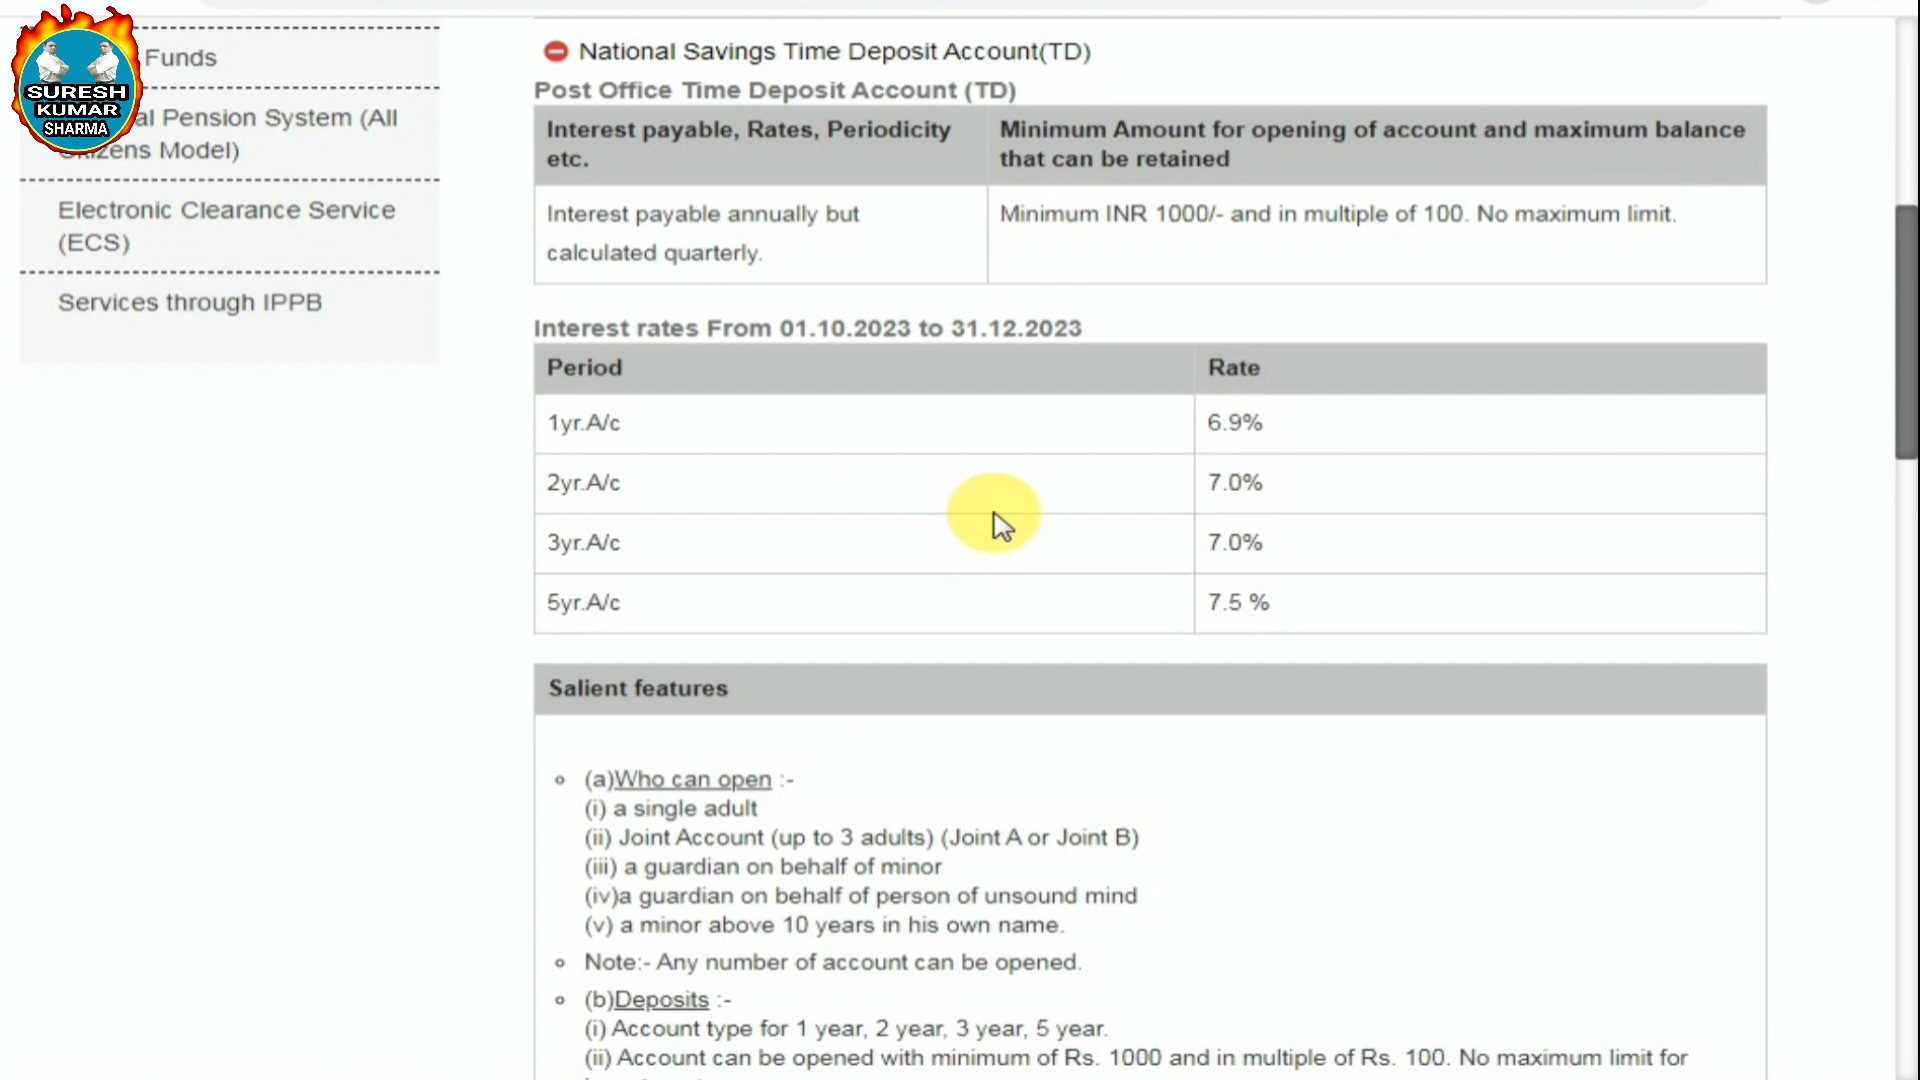 Funds
al Pension System (All
Citizens Model)
Electronic Clearance Service
(ECS)
Services through IPPB
SURESH
KUMAR
SHARMA
National Savings Time Deposit Account(TD)
Post Office Time Deposit Account (TD)
Interest payable, Rates, Periodicity
etc.
Minimum Amount for opening of account and maximum balance
that can be retained
Interest payable annually but
calculated quarterly.
Minimum INR 1000/- and in multiple of 100. No maximum limit.
Interest rates From 01.10.2023 to 31.12.2023
Period Rate
1yr.A/c 6.9%
2yr.A/c 7.0%
3yr.A/c 7.0%
5yr.A/c 7.5 %
Salient features
(a)Who can open :-
(i) a single adult
(ii) Joint Account (up to 3 adults) (Joint A or Joint B)
(iii) a guardian on behalf of minor
(iv)a guardian on behalf of person of unsound mind
(v) a minor above 10 years in his own name.
Note:- Any number of account can be opened.
(b)Deposits :-
(i) Account type for 1 year, 2 year, 3 year, 5 year.
(ii) Account can be opened with minimum of Rs. 1000 and in multiple of Rs. 100. No maximum limit for